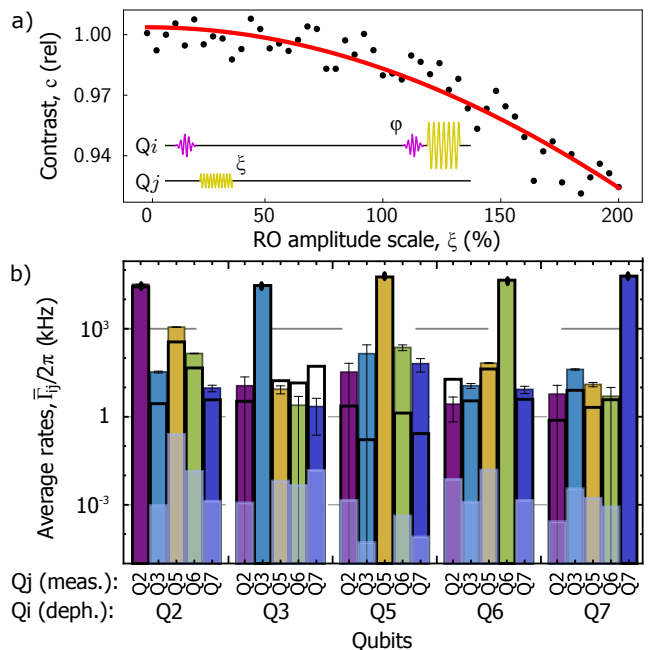 a)
Contrast, c (rel)
1.00
0.97
0.94
φ
Qi
ξ
Qj
0 50 100 150 200
RO amplitude scale, ξ (%)
b)
Average rates, Γ̅ij/2π (kHz)
10³
1
10⁻³
Qj (meas.): Q2 Q3 Q5 Q6 Q7 Q2 Q3 Q5 Q6 Q7 Q2 Q3 Q5 Q6 Q7 Q2 Q3 Q5 Q6 Q7 Q2 Q3 Q5 Q6 Q7
Qi (deph.): Q2 Q3 Q5 Q6 Q7
Qubits